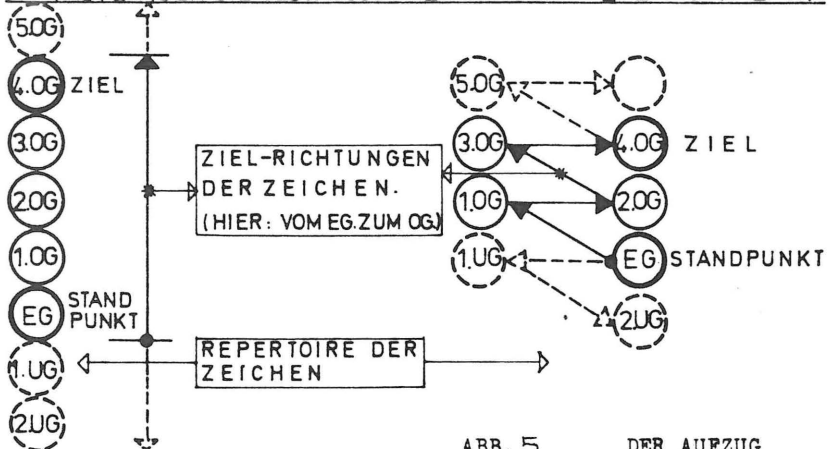 5.OG
4.OG ZIEL
3.OG
2.OG
1.OG
EG STAND
PUNKT
1.UG
2.UG
ZIEL-RICHTUNGEN
DER ZEICHEN.
(HIER: VOM EG. ZUM OG.)
REPERTOIRE DER
ZEICHEN
5.OG
3.OG 4.OG ZIEL
1.OG 2.OG
1.UG EG STANDPUNKT
2.UG
ABB. 5 DER AUFZUG